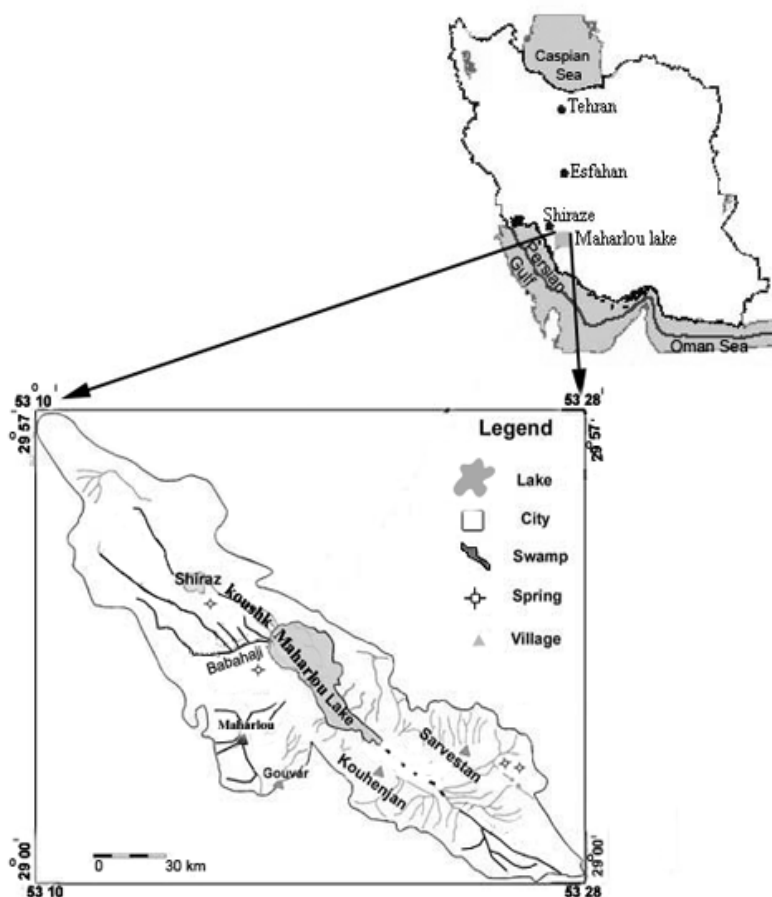 Caspian
Sea
Tehran
Esfahan
Shiraze
Maharlou lake
Persian
Gulf
Oman Sea
53° 10'
53° 28'
29° 57'
29° 57'
Legend
Lake
City
Swamp
Spring
Village
Shiraz
koushk
Maharlou Lake
Babahaji
Maharlou
Gouvar
Kouhenjan
Sarvestan
0 30 km
29° 00'
29° 00'
53 10
53 28